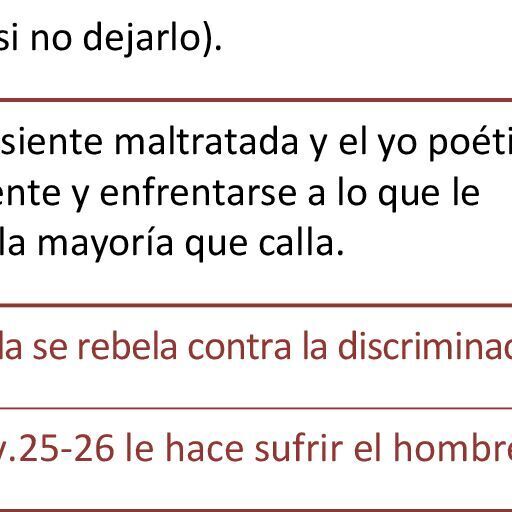 si no dejarlo).
siente maltratada y el yo poéti
ente y enfrentarse a lo que le
la mayoría que calla.
la se rebela contra la discriminac
v.25-26 le hace sufrir el hombre